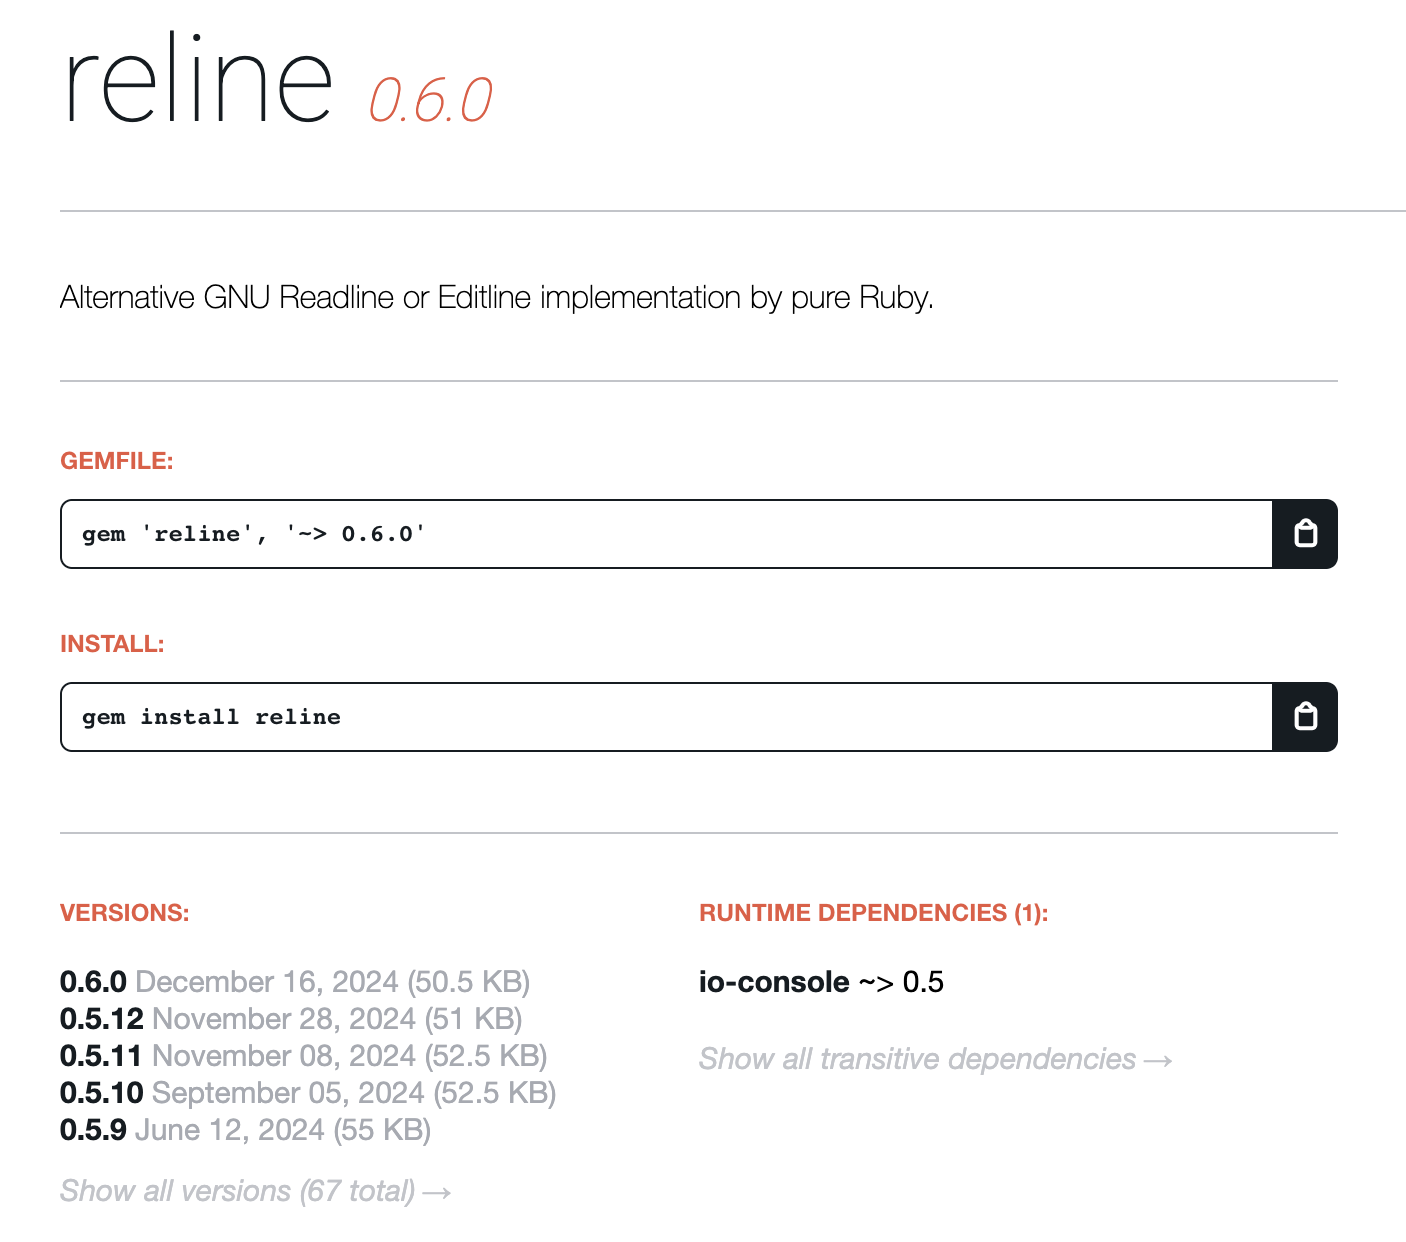 reline 0.6.0
Alternative GNU Readline or Editline implementation by pure Ruby.
GEMFILE:
gem 'reline', '~> 0.6.0'
INSTALL:
gem install reline
VERSIONS:
0.6.0 December 16, 2024 (50.5 KB)
0.5.12 November 28, 2024 (51 KB)
0.5.11 November 08, 2024 (52.5 KB)
0.5.10 September 05, 2024 (52.5 KB)
0.5.9 June 12, 2024 (55 KB)
Show all versions (67 total) →
RUNTIME DEPENDENCIES (1):
io-console ~> 0.5
Show all transitive dependencies →